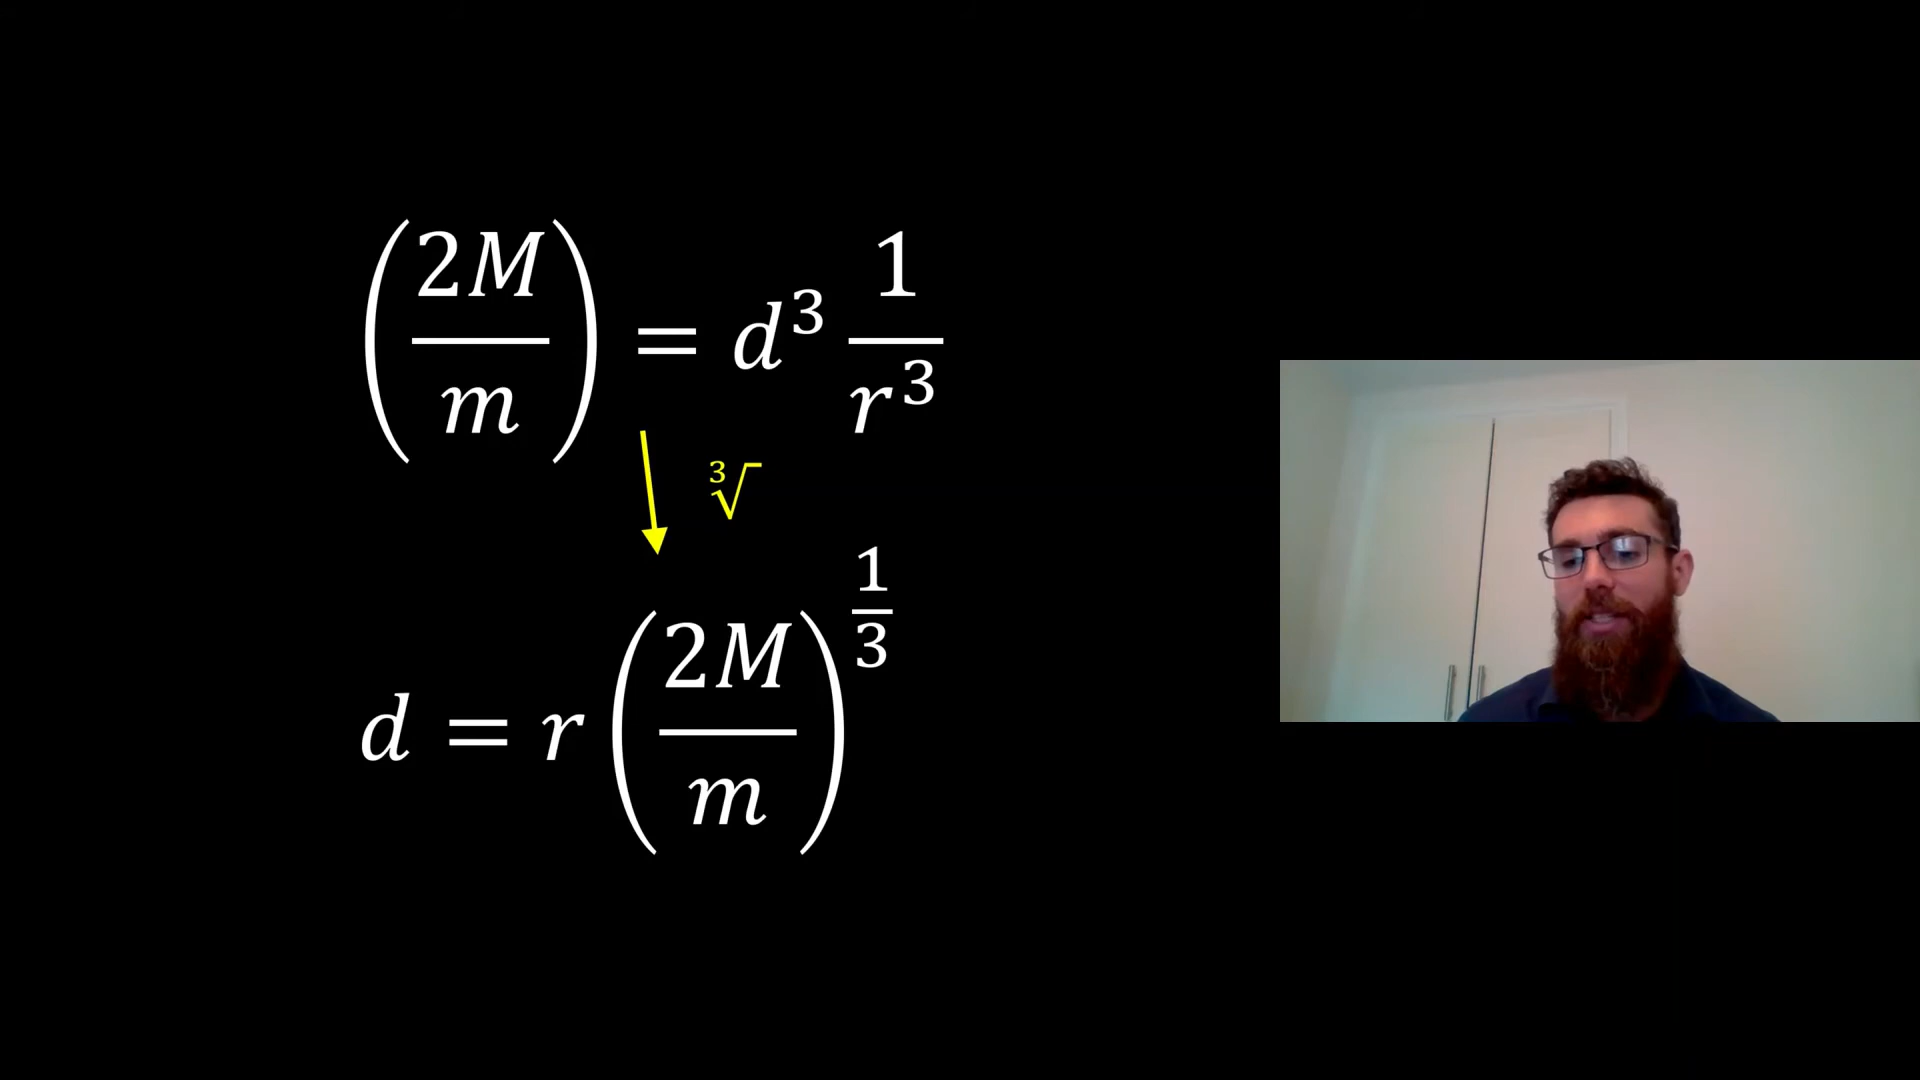 (2M/m) = d³ 1/r³
∛
d = r(2M/m)^(1/3)